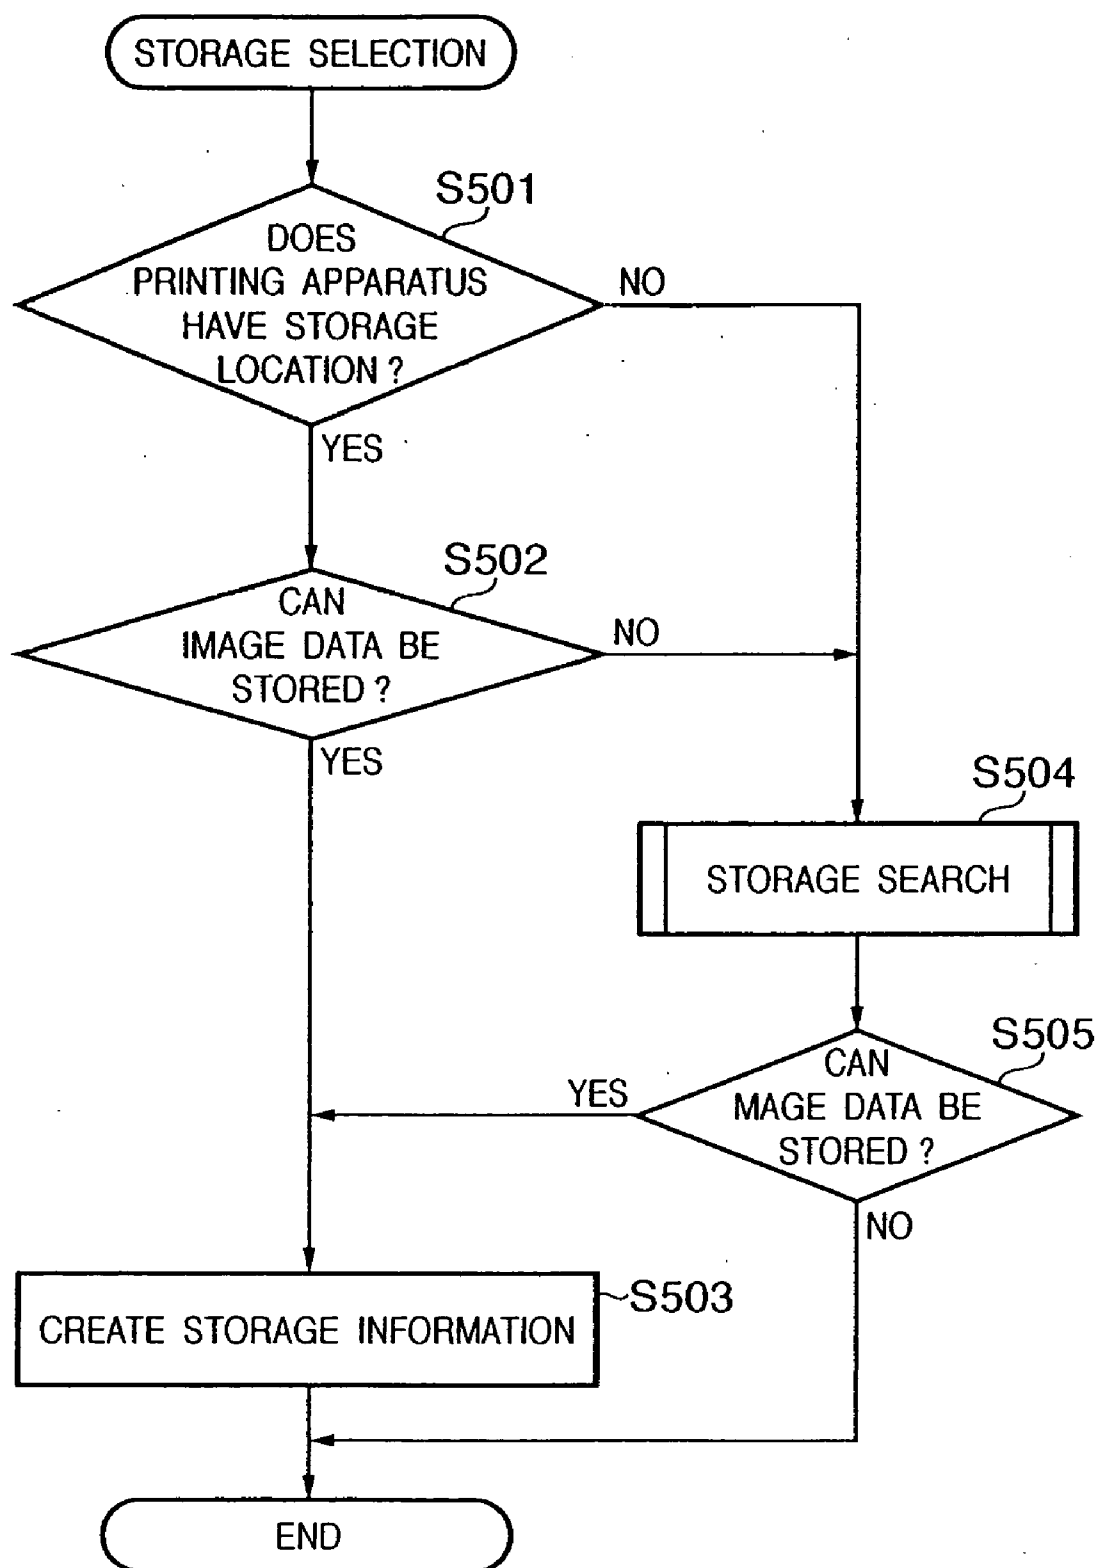 STORAGE SELECTION
S501
DOES
PRINTING APPARATUS
HAVE STORAGE
LOCATION ?
NO
YES
S502
CAN
IMAGE DATA BE
STORED ?
NO
YES
S504
STORAGE SEARCH
S505
CAN
MAGE DATA BE
STORED ?
YES
NO
S503
CREATE STORAGE INFORMATION
END